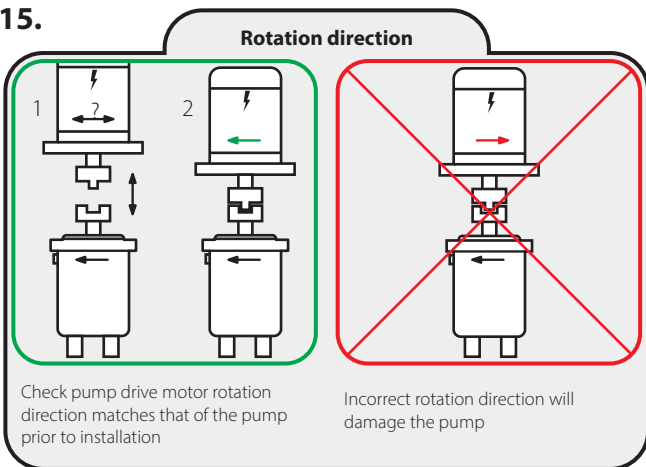 15.
Rotation direction
1
?
2
Check pump drive motor rotation
direction matches that of the pump
prior to installation
Incorrect rotation direction will
damage the pump